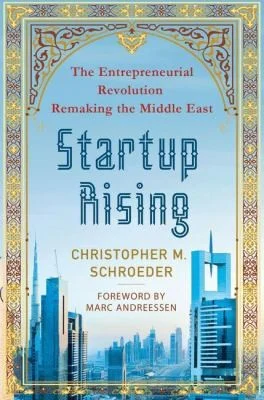 The Entrepreneurial
Revolution
Remaking the Middle East
Startup
Rising
CHRISTOPHER M.
SCHROEDER
FOREWORD BY
MARC ANDREESSEN